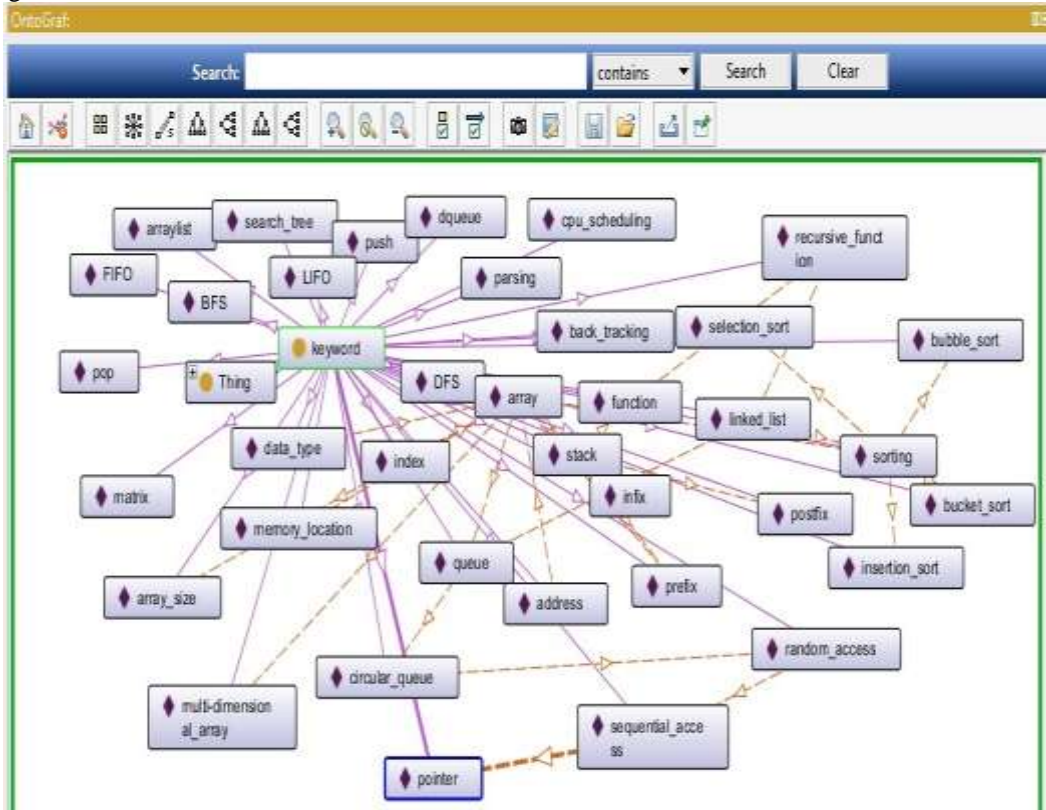 OntoGraf:
Search:
contains
Search
Clear
arraylist
search_tree
push
dqueue
cpu_scheduling
recursive_funct
ion
FIFO
LIFO
parsing
BFS
keyword
back_tracking
selection_sort
bubble_sort
pop
Thing
DFS
array
function
linked_list
data_type
index
stack
sorting
matrix
memory_location
infix
postfix
bucket_sort
queue
insertion_sort
array_size
address
prefix
circular_queue
random_access
multi-dimension
al_array
sequential_acce
ss
pointer